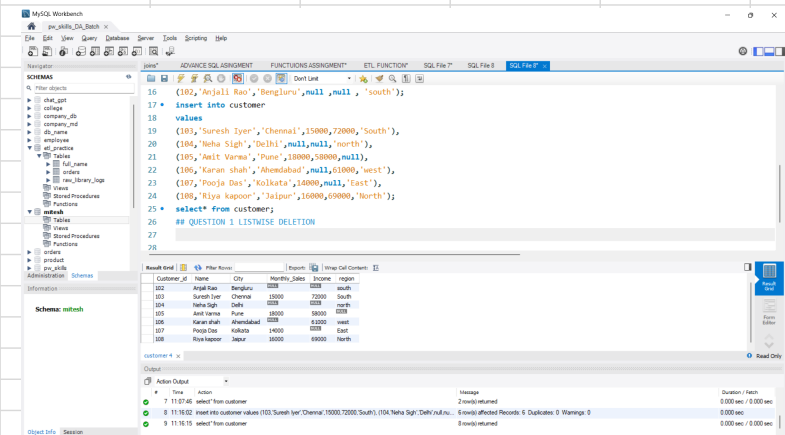 MySQL Workbench
pw_skills_DA_Batch ×
File Edit View Query Database Server Tools Scripting Help
Navigator
SCHEMAS
Filter objects
chat_gpt
college
company_db
company_md
db_name
employee
etl_practice
Tables
full_name
orders
raw_library_logs
Views
Stored Procedures
Functions
mitesh
Tables
Views
Stored Procedures
Functions
orders
product
pw_skills
Administration Schemas
Information
Schema: mitesh
Object Info Session
joins* ADVANCE SQL ASINGMENT FUNCTUIONS ASSINGMENT* ETL FUNCTION* SQL File 7* SQL File 8 SQL File 8* ×
Don't Limit
16 (102,'Anjali Rao','Bengluru',null ,null , 'south');
17 insert into customer
18 values
19 (103,'Suresh Iyer','Chennai',15000,72000,'South'),
20 (104,'Neha Sigh','Delhi',null,null,'north'),
21 (105,'Amit Varma','Pune',18000,58000,null),
22 (106,'Karan shah','Ahemdabad',null,61000,'west'),
23 (107,'Pooja Das','Kolkata',14000,null,'East'),
24 (108,'Riya kapoor','Jaipur',16000,69000,'North');
25 select* from customer;
26 ## QUESTION 1 LISTWISE DELETION
27
28
Result Grid Filter Rows: Export: Wrap Cell Content:
Customer_id Name City Monthly_Sales Income region
102 Anjali Rao Bengluru NULL NULL south
103 Suresh Iyer Chennai 15000 72000 South
104 Neha Sigh Delhi NULL NULL north
105 Amit Varma Pune 18000 58000 NULL
106 Karan shah Ahemdabad NULL 61000 west
107 Pooja Das Kolkata 14000 NULL East
108 Riya kapoor Jaipur 16000 69000 North
Result Grid
Form Editor
customer 4 ×
Read Only
Output
Action Output
# Time Action Message Duration / Fetch
7 11:07:46 select* from customer 2 row(s) returned 0.000 sec / 0.000 sec
8 11:16:02 insert into customer values (103,'Suresh Iyer','Chennai',15000,72000,'South'), (104,'Neha Sigh','Delhi',null,nu... 6 row(s) affected Records: 6 Duplicates: 0 Warnings: 0 0.000 sec
9 11:16:15 select* from customer 8 row(s) returned 0.000 sec / 0.000 sec